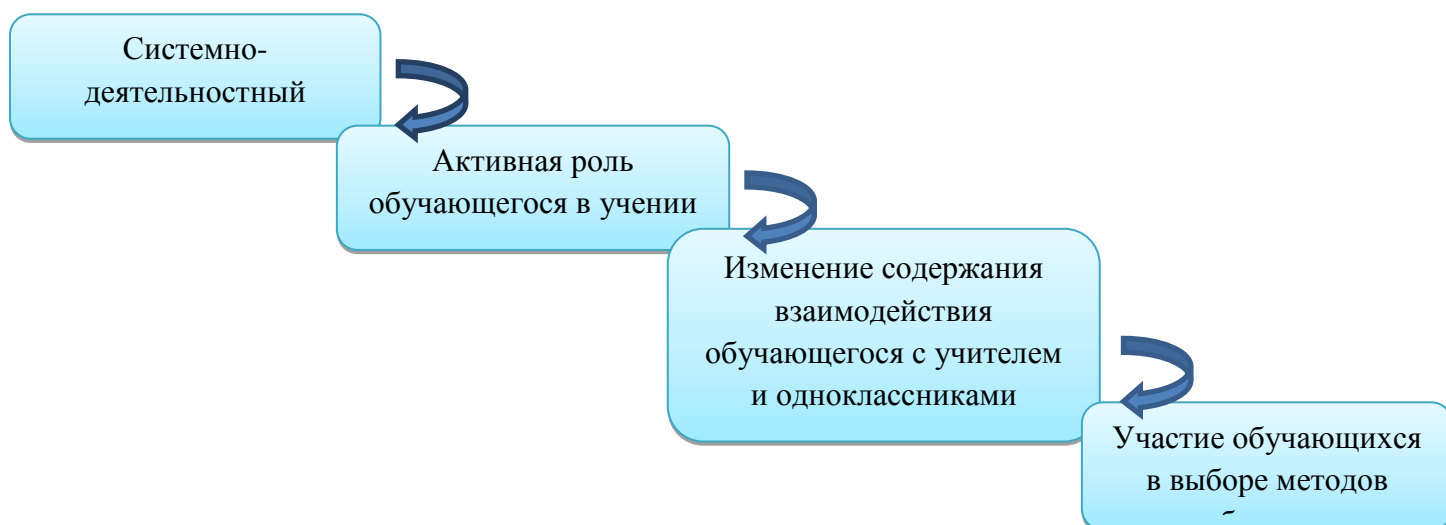 Системно-
деятельностный
Активная роль
обучающегося в учении
Изменение содержания
взаимодействия
обучающегося с учителем
и одноклассниками
Участие обучающихся
в выборе методов